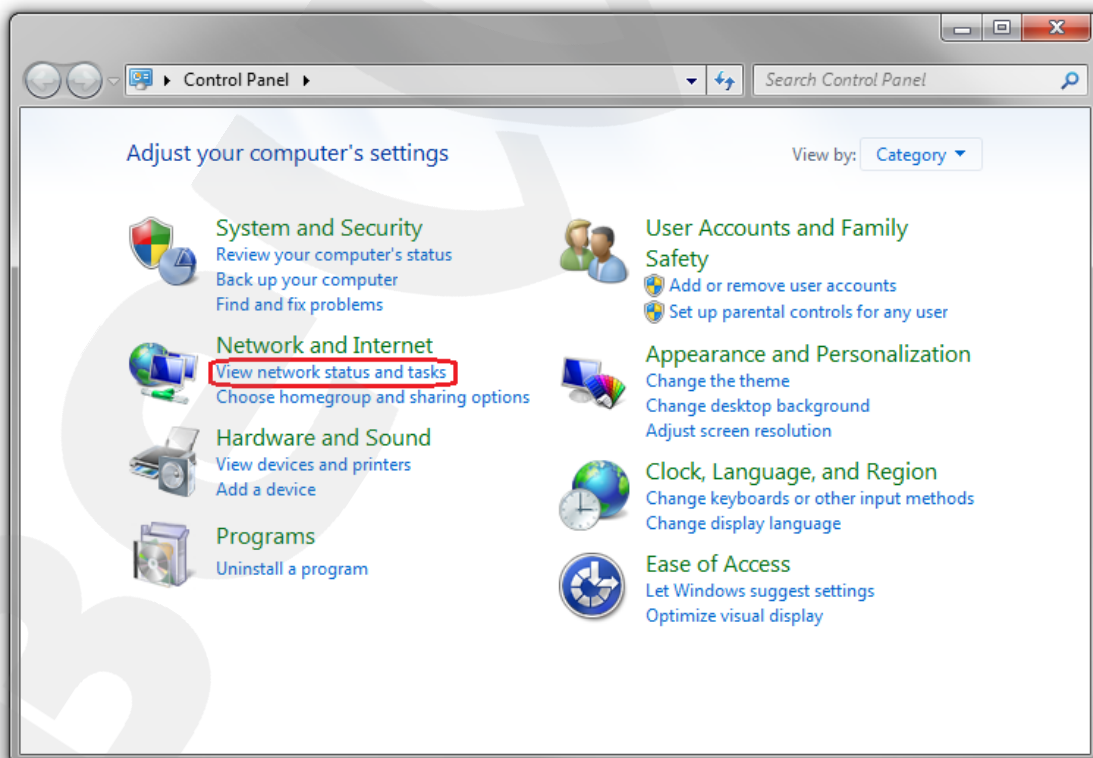 Control Panel
Search Control Panel
Adjust your computer's settings
View by: Category
System and Security
Review your computer's status
Back up your computer
Find and fix problems
Network and Internet
View network status and tasks
Choose homegroup and sharing options
Hardware and Sound
View devices and printers
Add a device
Programs
Uninstall a program
User Accounts and Family
Safety
Add or remove user accounts
Set up parental controls for any user
Appearance and Personalization
Change the theme
Change desktop background
Adjust screen resolution
Clock, Language, and Region
Change keyboards or other input methods
Change display language
Ease of Access
Let Windows suggest settings
Optimize visual display